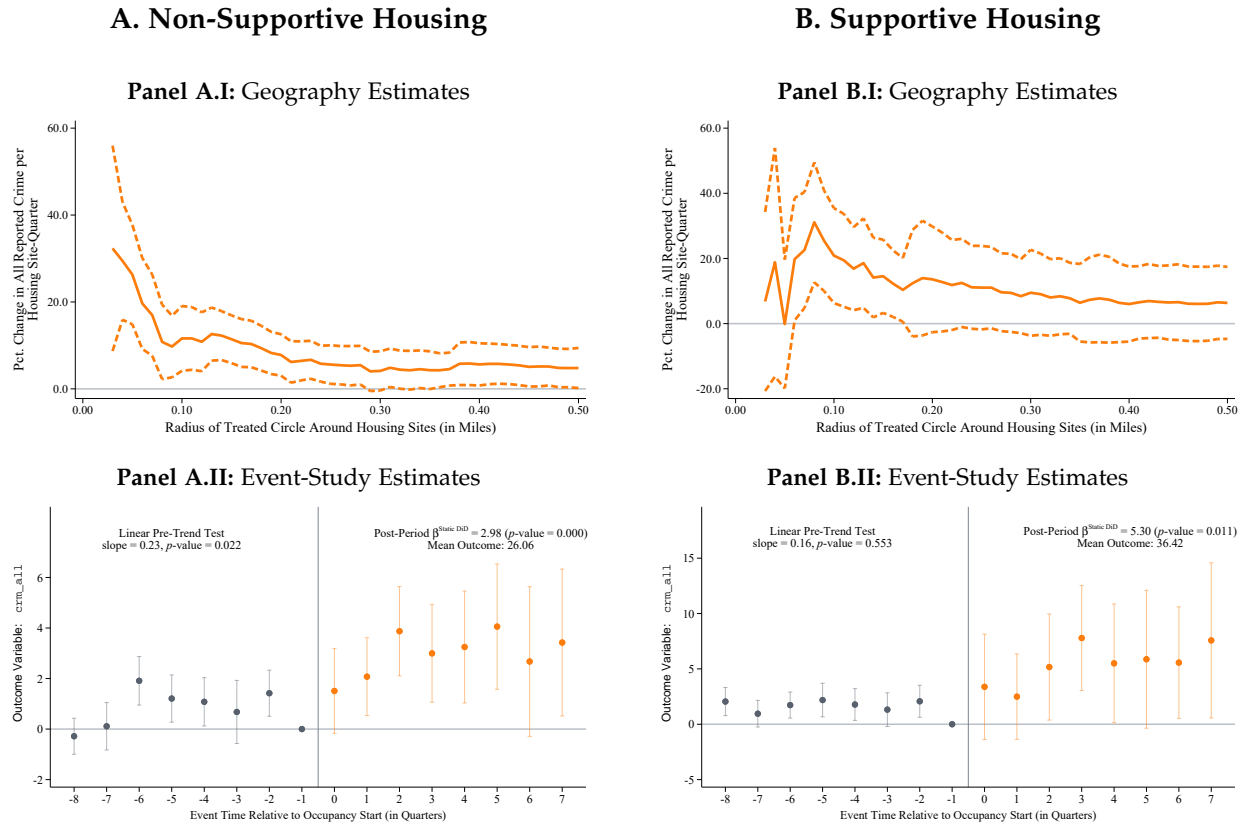 A. Non-Supportive Housing
Panel A.I: Geography Estimates
Pct. Change in All Reported Crime per
Housing Site-Quarter
60.0
40.0
20.0
0.0
0.00 0.10 0.20 0.30 0.40 0.50
Radius of Treated Circle Around Housing Sites (in Miles)
Panel A.II: Event-Study Estimates
Linear Pre-Trend Test
slope = 0.23, p-value = 0.022
Post-Period β^Static DiD = 2.98 (p-value = 0.000)
Mean Outcome: 26.06
Outcome Variable: crm_all
6
4
2
0
-2
-8 -7 -6 -5 -4 -3 -2 -1 0 1 2 3 4 5 6 7
Event Time Relative to Occupancy Start (in Quarters)
B. Supportive Housing
Panel B.I: Geography Estimates
Pct. Change in All Reported Crime per
Housing Site-Quarter
60.0
40.0
20.0
0.0
-20.0
0.00 0.10 0.20 0.30 0.40 0.50
Radius of Treated Circle Around Housing Sites (in Miles)
Panel B.II: Event-Study Estimates
Linear Pre-Trend Test
slope = 0.16, p-value = 0.553
Post-Period β^Static DiD = 5.30 (p-value = 0.011)
Mean Outcome: 36.42
Outcome Variable: crm_all
15
10
5
0
-5
-8 -7 -6 -5 -4 -3 -2 -1 0 1 2 3 4 5 6 7
Event Time Relative to Occupancy Start (in Quarters)